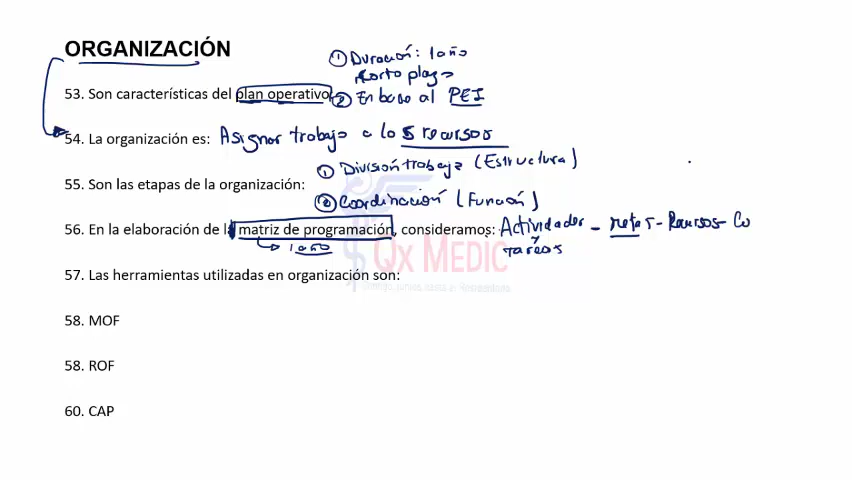 ORGANIZACIÓN
① Duración: 1 año
Corto plazo
53. Son características del plan operativo: ② En base al PEI
54. La organización es: Asignar trabajo a los recursos
① División trabajo (Estructura)
55. Son las etapas de la organización:
② Coordinación (Función)
56. En la elaboración de la matriz de programación, consideramos: Actividades - metas - Recursos - Co
↳ 1 año tareas
QX MEDIC
57. Las herramientas utilizadas en organización son:
58. MOF
58. ROF
60. CAP